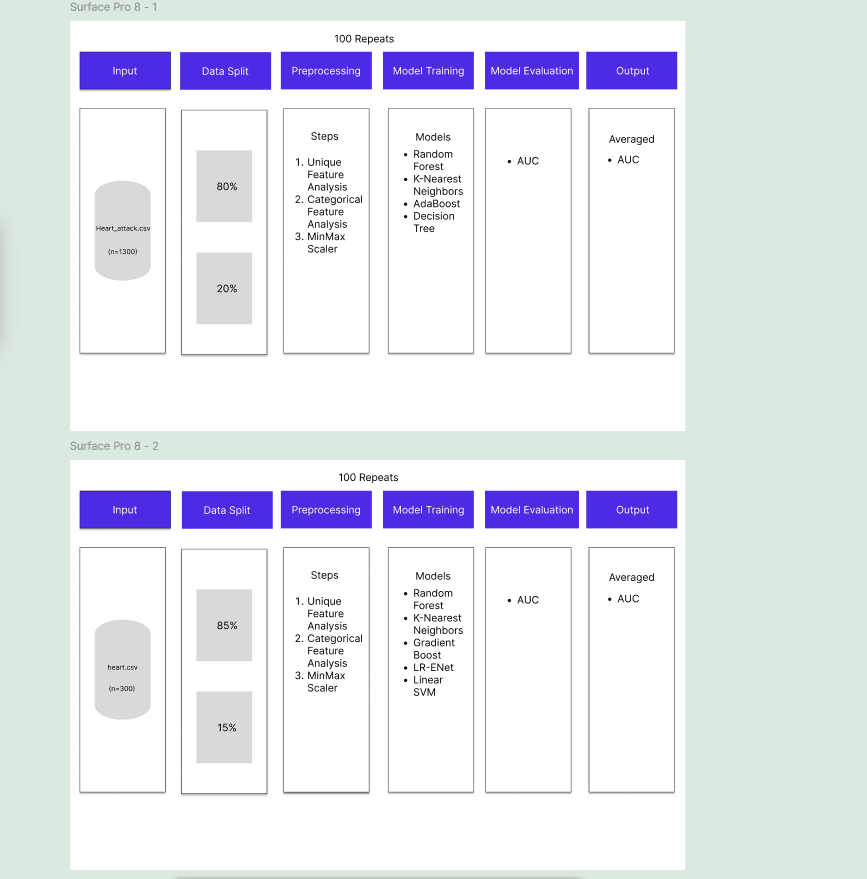 Surface Pro 8 - 1
100 Repeats
Input
Data Split
Preprocessing
Model Training
Model Evaluation
Output
Heart_attack.csv
(n=1300)
80%
20%
Steps
1. Unique
Feature
Analysis
2. Categorical
Feature
Analysis
3. MinMax
Scaler
Models
• Random
Forest
• K-Nearest
Neighbors
• AdaBoost
• Decision
Tree
• AUC
Averaged
• AUC
Surface Pro 8 - 2
100 Repeats
Input
Data Split
Preprocessing
Model Training
Model Evaluation
Output
heart.csv
(n=300)
85%
15%
Steps
1. Unique
Feature
Analysis
2. Categorical
Feature
Analysis
3. MinMax
Scaler
Models
• Random
Forest
• K-Nearest
Neighbors
• Gradient
Boost
• LR-ENet
• Linear
SVM
• AUC
Averaged
• AUC